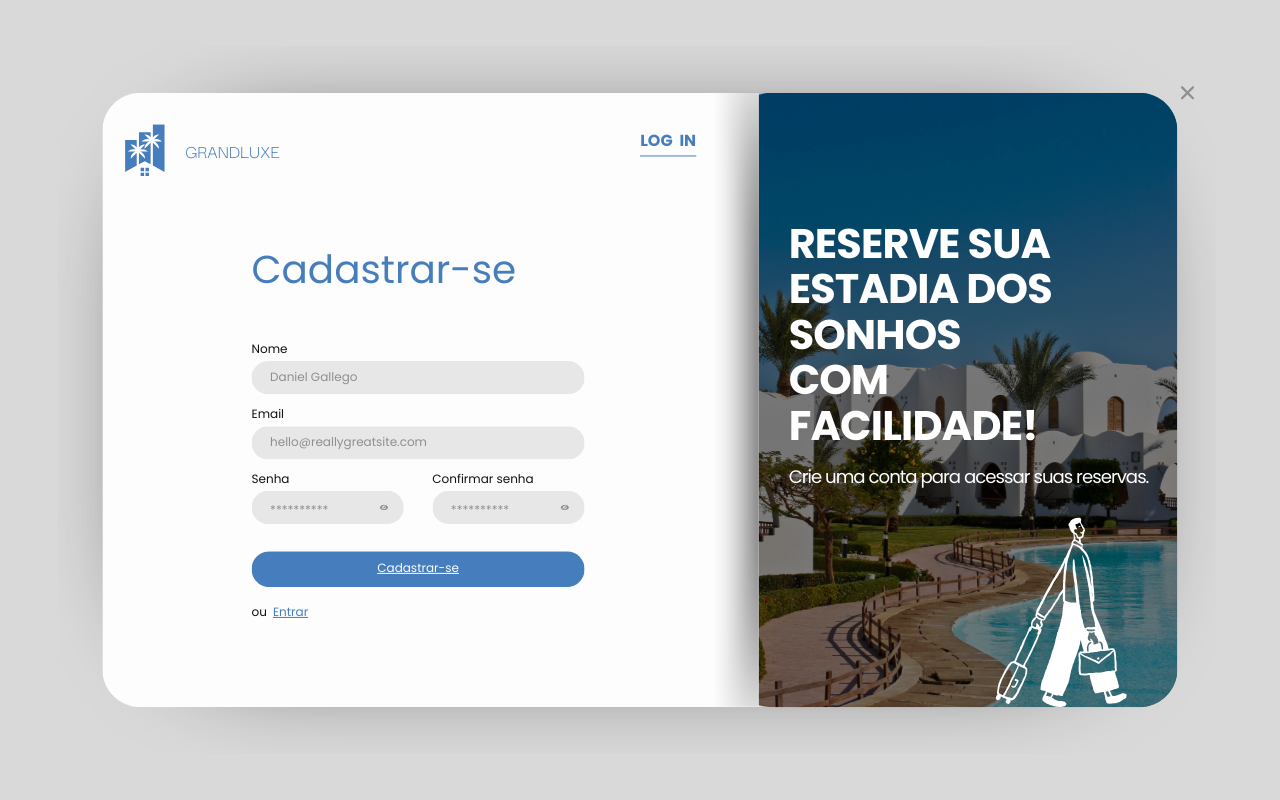 GRANDLUXE
LOG IN
Cadastrar-se
Nome
Daniel Gallego
Email
hello@reallygreatsite.com
Senha
**********
Confirmar senha
**********
Cadastrar-se
ou Entrar
RESERVE SUA
ESTADIA DOS
SONHOS
COM
FACILIDADE!
Crie uma conta para acessar suas reservas.